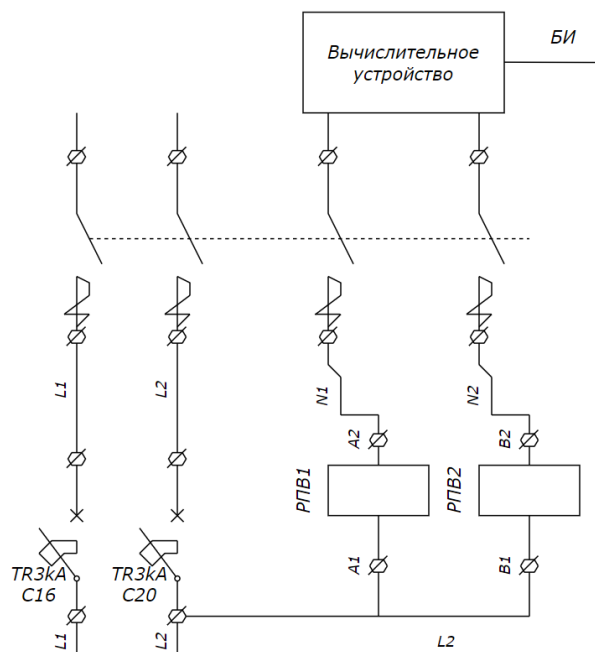 Вычислительное
устройство
БИ
L1
L2
N1
N2
A2
B2
РПВ1
РПВ2
A1
B1
TR3kA
C16
TR3kA
C20
L1
L2
L2